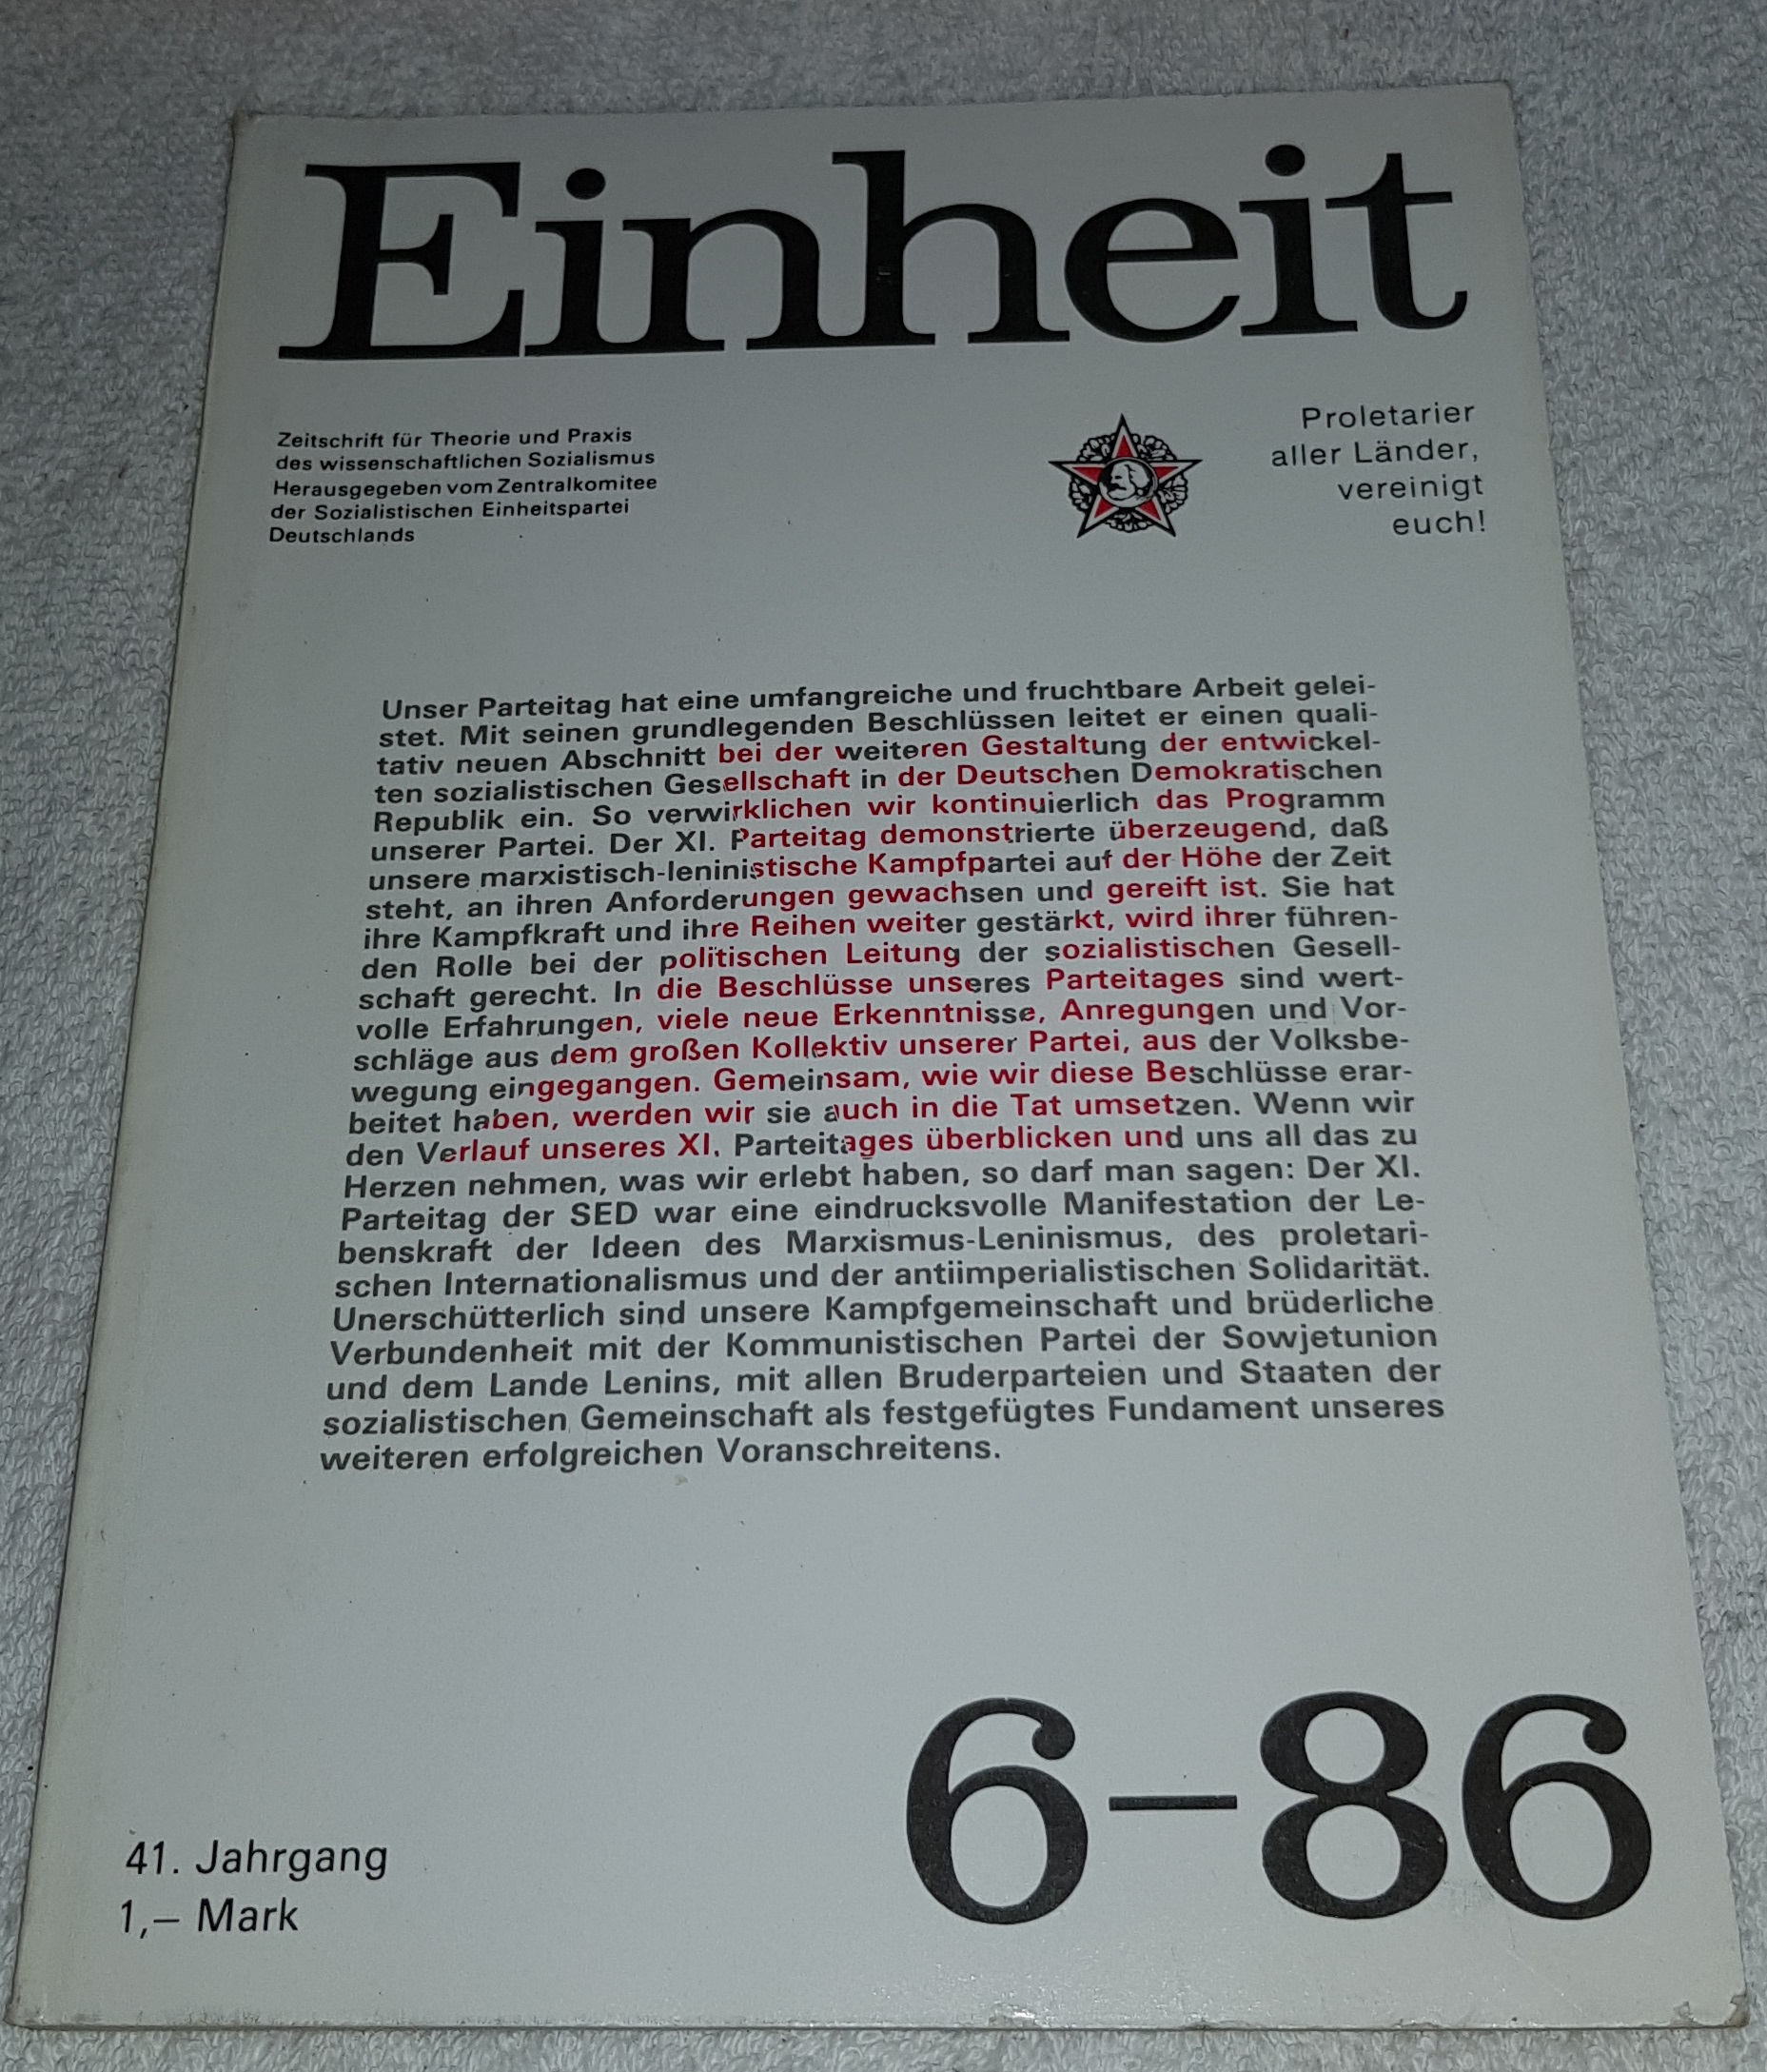 Einheit
Zeitschrift für Theorie und Praxis
des wissenschaftlichen Sozialismus
Herausgegeben vom Zentralkomitee
der Sozialistischen Einheitspartei
Deutschlands
Proletarier
aller Länder,
vereinigt
euch!
Unser Parteitag hat eine umfangreiche und fruchtbare Arbeit gelei-
stet. Mit seinen grundlegenden Beschlüssen leitet er einen quali-
tativ neuen Abschnitt bei der weiteren Gestaltung der entwickel-
ten sozialistischen Gesellschaft in der Deutschen Demokratischen
Republik ein. So verwirklichen wir kontinuierlich das Programm
unserer Partei. Der XI. Parteitag demonstrierte überzeugend, daß
unsere marxistisch-leninistische Kampfpartei auf der Höhe der Zeit
steht, an ihren Anforderungen gewachsen und gereift ist. Sie hat
ihre Kampfkraft und ihre Reihen weiter gestärkt, wird ihrer führen-
den Rolle bei der politischen Leitung der sozialistischen Gesell-
schaft gerecht. In die Beschlüsse unseres Parteitages sind wert-
volle Erfahrungen, viele neue Erkenntnisse, Anregungen und Vor-
schläge aus dem großen Kollektiv unserer Partei, aus der Volksbe-
wegung eingegangen. Gemeinsam, wie wir diese Beschlüsse erar-
beitet haben, werden wir sie auch in die Tat umsetzen. Wenn wir
den Verlauf unseres XI. Parteitages überblicken und uns all das zu
Herzen nehmen, was wir erlebt haben, so darf man sagen: Der XI.
Parteitag der SED war eine eindrucksvolle Manifestation der Le-
benskraft der Ideen des Marxismus-Leninismus, des proletari-
schen Internationalismus und der antiimperialistischen Solidarität.
Unerschütterlich sind unsere Kampfgemeinschaft und brüderliche
Verbundenheit mit der Kommunistischen Partei der Sowjetunion
und dem Lande Lenins, mit allen Bruderparteien und Staaten der
sozialistischen Gemeinschaft als festgefügtes Fundament unseres
weiteren erfolgreichen Voranschreitens.
6–86
41. Jahrgang
1,– Mark